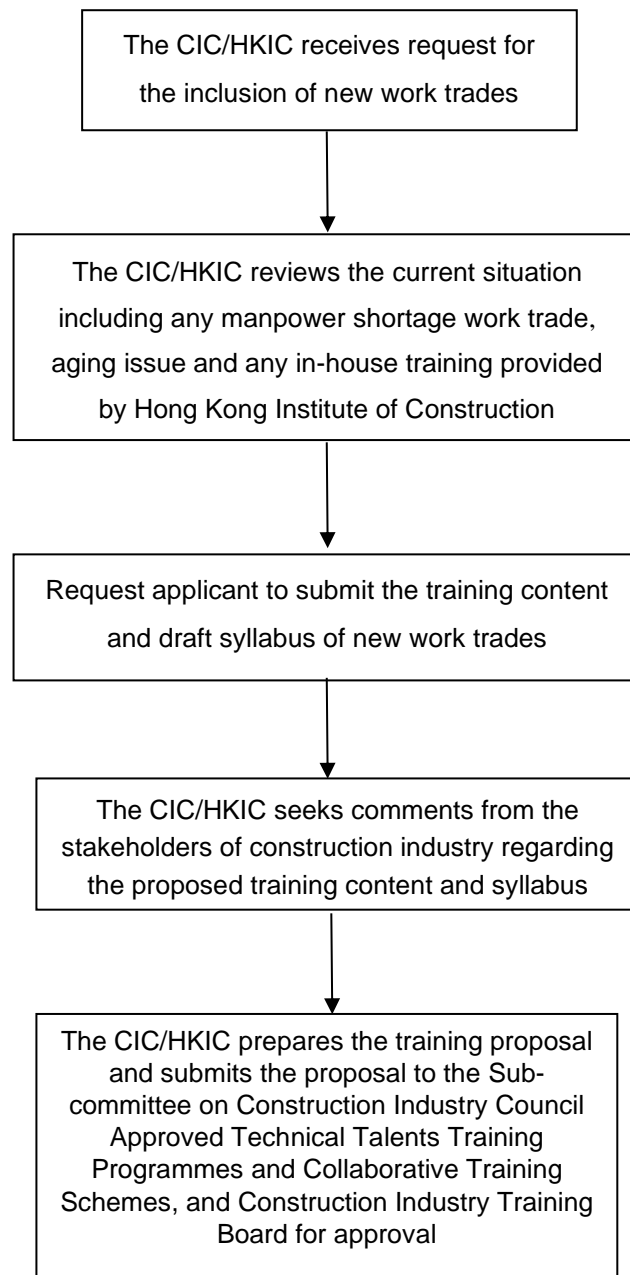 The CIC/HKIC receives request for
the inclusion of new work trades
The CIC/HKIC reviews the current situation
including any manpower shortage work trade,
aging issue and any in-house training provided
by Hong Kong Institute of Construction
Request applicant to submit the training content
and draft syllabus of new work trades
The CIC/HKIC seeks comments from the
stakeholders of construction industry regarding
the proposed training content and syllabus
The CIC/HKIC prepares the training proposal
and submits the proposal to the Sub-
committee on Construction Industry Council
Approved Technical Talents Training
Programmes and Collaborative Training
Schemes, and Construction Industry Training
Board for approval